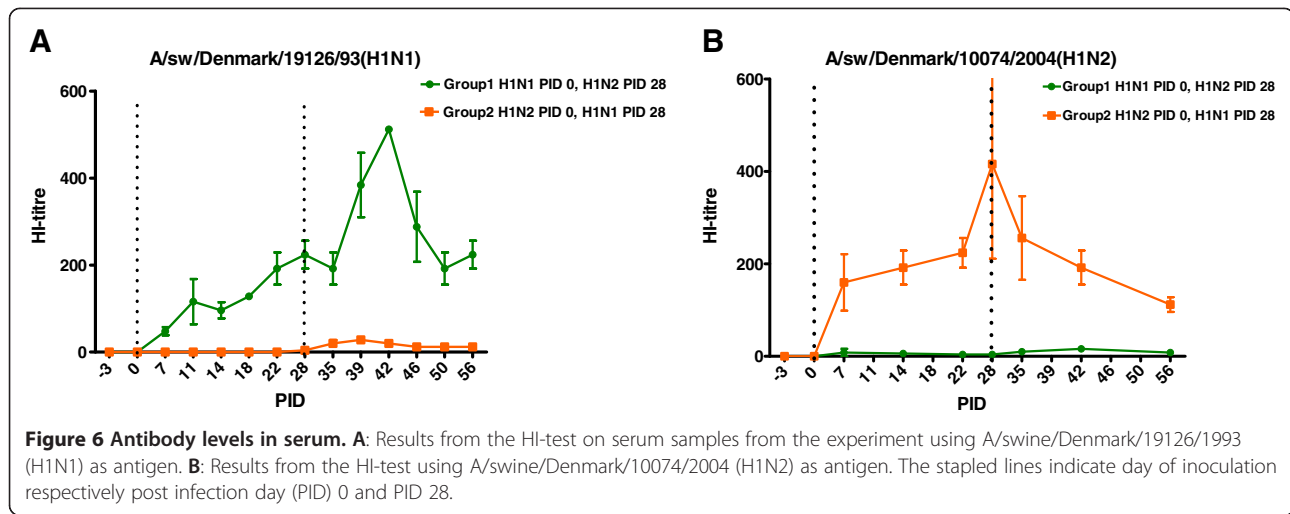 A
A/sw/Denmark/19126/93(H1N1)
Group1 H1N1 PID 0, H1N2 PID 28
Group2 H1N2 PID 0, H1N1 PID 28
HI-titre
600
400
200
0
-3 0 7 11 14 18 22 28 35 39 42 46 50 56
PID
B
A/sw/Denmark/10074/2004(H1N2)
Group1 H1N1 PID 0, H1N2 PID 28
Group2 H1N2 PID 0, H1N1 PID 28
HI-titre
600
400
200
0
-3 0 7 11 14 18 22 28 35 39 42 46 50 56
PID
Figure 6 Antibody levels in serum. A: Results from the HI-test on serum samples from the experiment using A/swine/Denmark/19126/1993
(H1N1) as antigen. B: Results from the HI-test using A/swine/Denmark/10074/2004 (H1N2) as antigen. The stapled lines indicate day of inoculation
respectively post infection day (PID) 0 and PID 28.